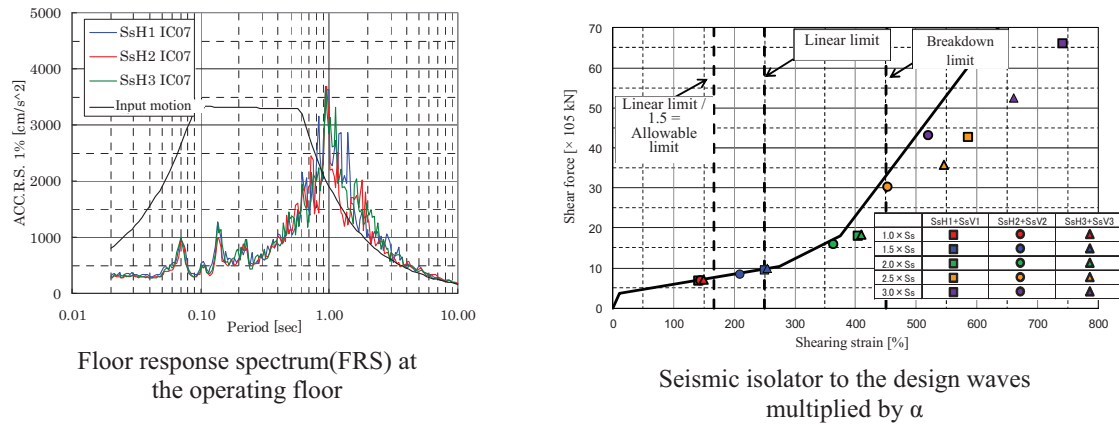 5000
4000
3000
2000
1000
0
0.01
0.10
1.00
10.00
ACC.R.S. 1% [cm/s^2]
Period [sec]
SsH1 IC07
SsH2 IC07
SsH3 IC07
Input motion
Floor response spectrum(FRS) at
the operating floor
70
60
50
40
30
20
10
0
0
100
200
300
400
500
600
700
800
Shear force [× 105 kN]
Shearing strain [%]
Linear limit
Breakdown
limit
Linear limit /
1.5 =
Allowable
limit
SsH1+SsV1 SsH2+SsV2 SsH3+SsV3
1.0×Ss
1.5×Ss
2.0×Ss
2.5×Ss
3.0×Ss
Seismic isolator to the design waves
multiplied by α